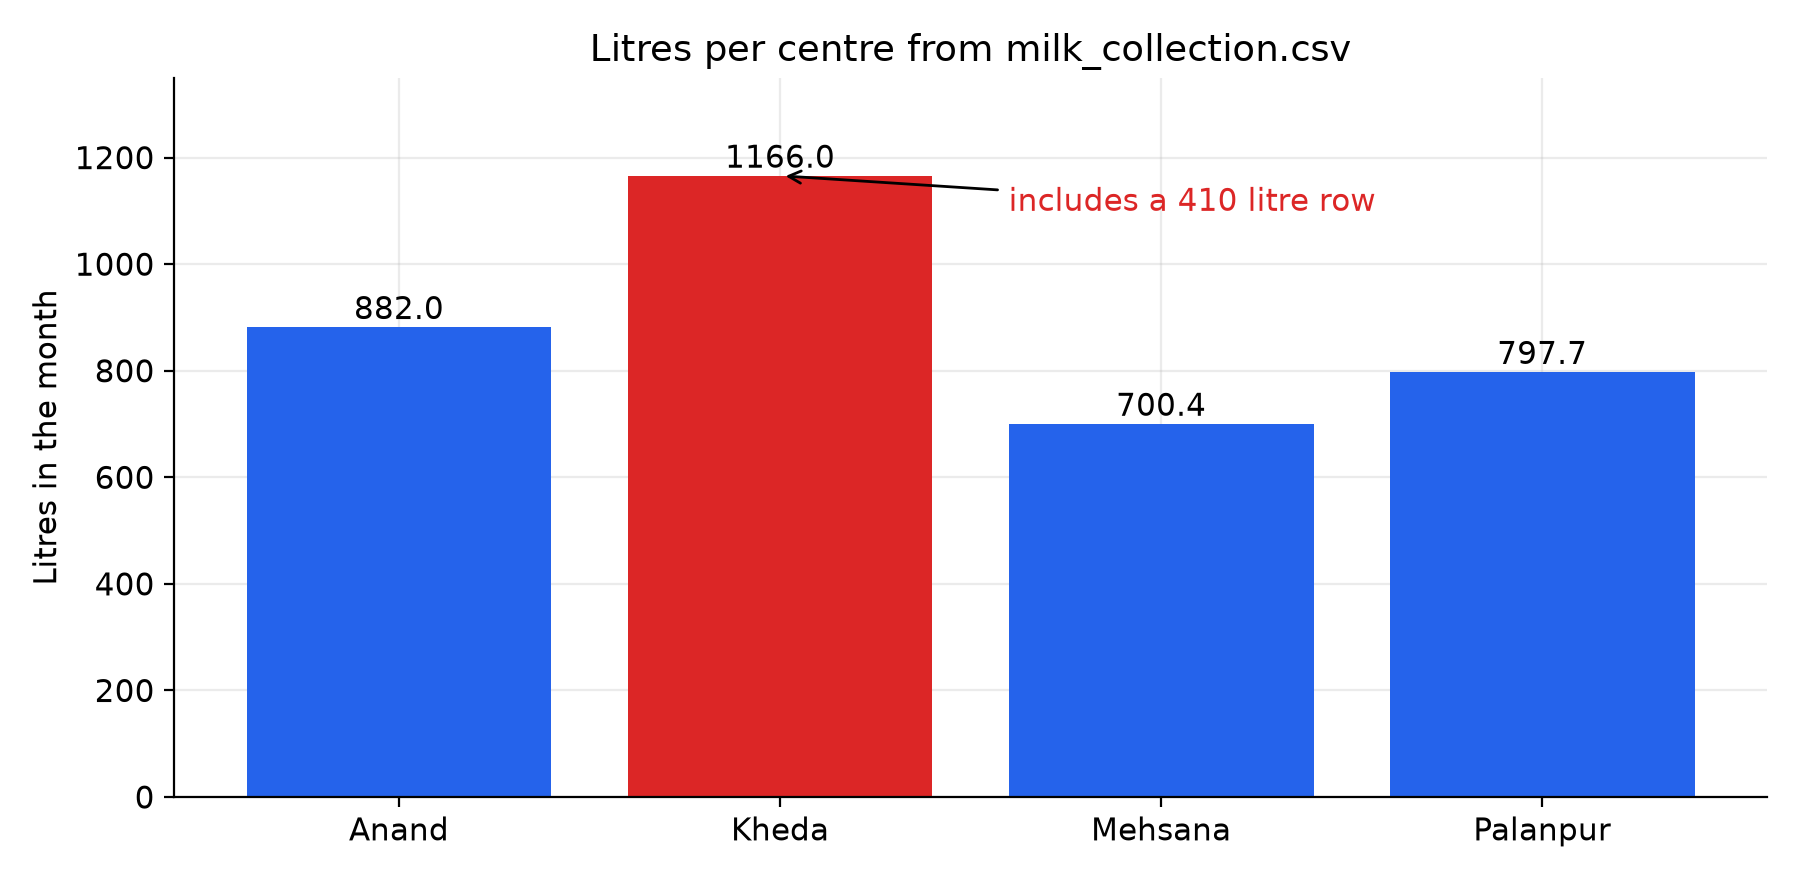 Litres per centre from milk_collection.csv
Litres in the month
1200
1000
800
600
400
200
0
882.0
1166.0
includes a 410 litre row
700.4
797.7
Anand
Kheda
Mehsana
Palanpur